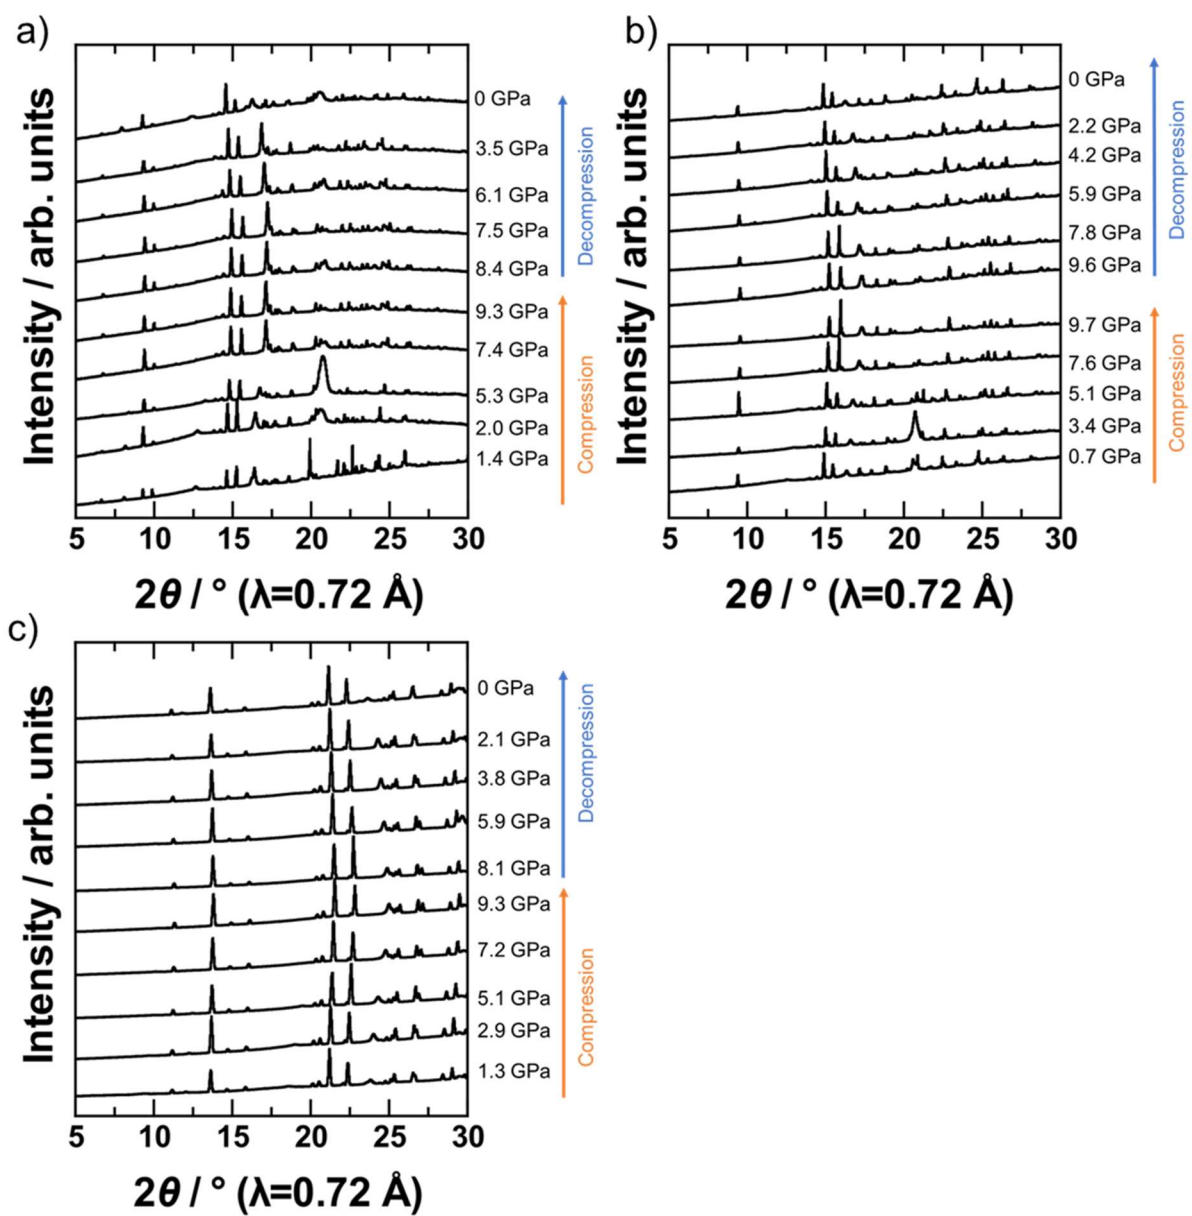 a)
Intensity / arb. units
0 GPa
3.5 GPa
6.1 GPa
7.5 GPa
8.4 GPa
9.3 GPa
7.4 GPa
5.3 GPa
2.0 GPa
1.4 GPa
Decompression
Compression
5 10 15 20 25 30
2θ / ° (λ=0.72 Å)
b)
Intensity / arb. units
0 GPa
2.2 GPa
4.2 GPa
5.9 GPa
7.8 GPa
9.6 GPa
9.7 GPa
7.6 GPa
5.1 GPa
3.4 GPa
0.7 GPa
Decompression
Compression
5 10 15 20 25 30
2θ / ° (λ=0.72 Å)
c)
Intensity / arb. units
0 GPa
2.1 GPa
3.8 GPa
5.9 GPa
8.1 GPa
9.3 GPa
7.2 GPa
5.1 GPa
2.9 GPa
1.3 GPa
Decompression
Compression
5 10 15 20 25 30
2θ / ° (λ=0.72 Å)